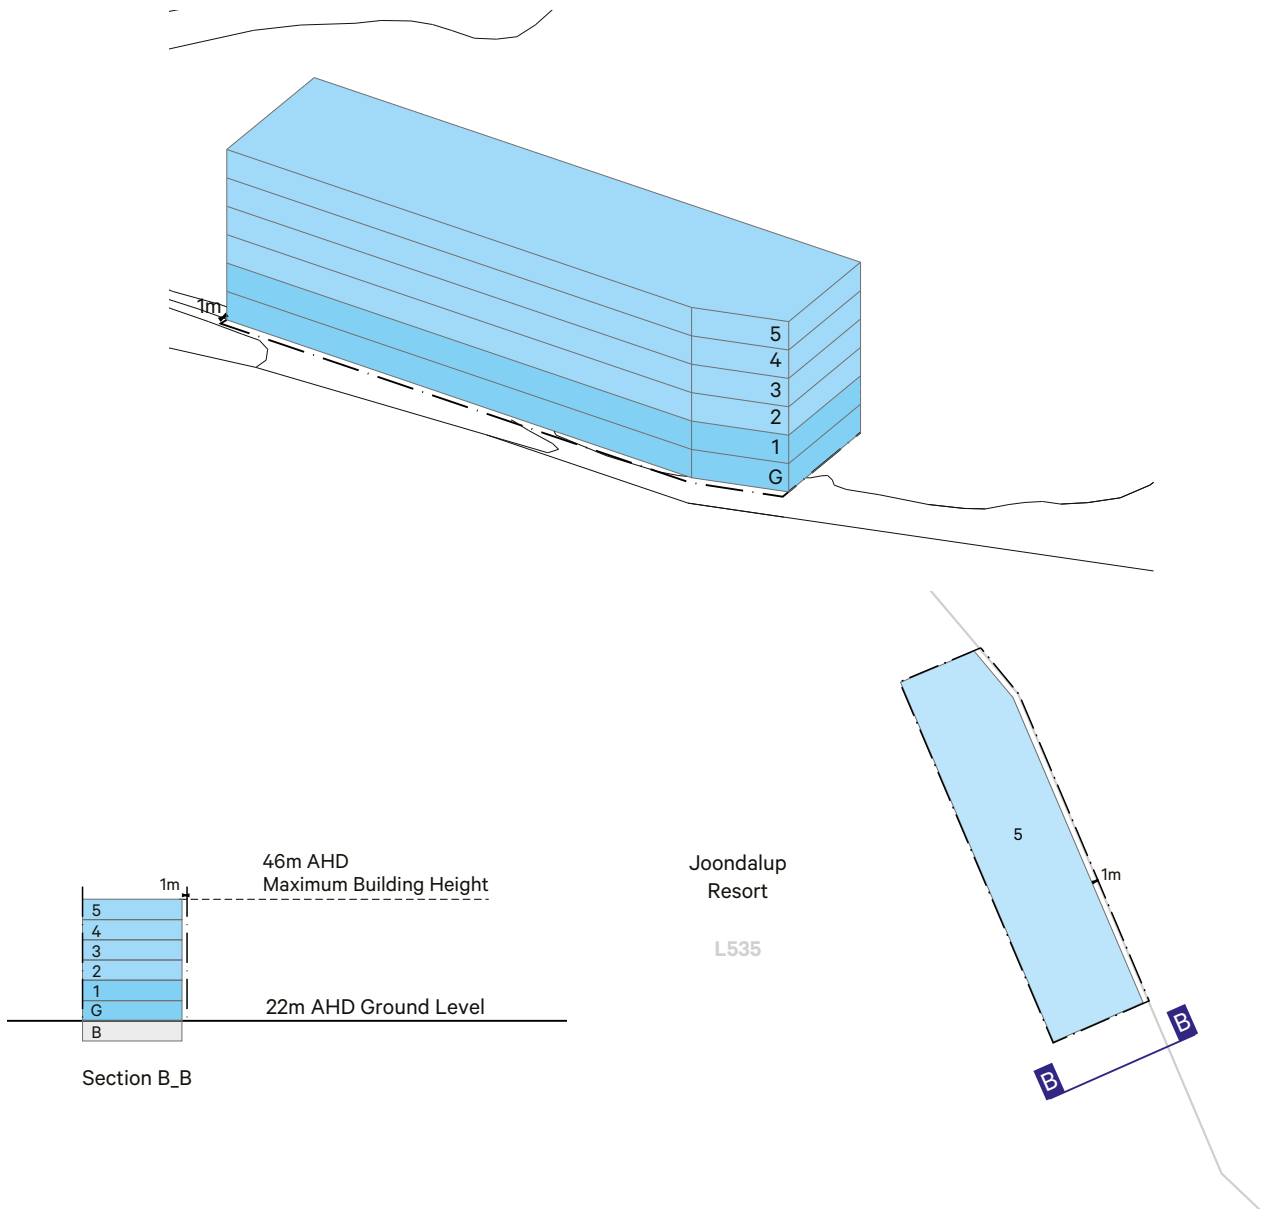 1m
5
4
3
2
1
G
46m AHD
Maximum Building Height
1m
5
4
3
2
1
G
B
22m AHD Ground Level
Section B_B
Joondalup
Resort
L535
5
1m
B
B